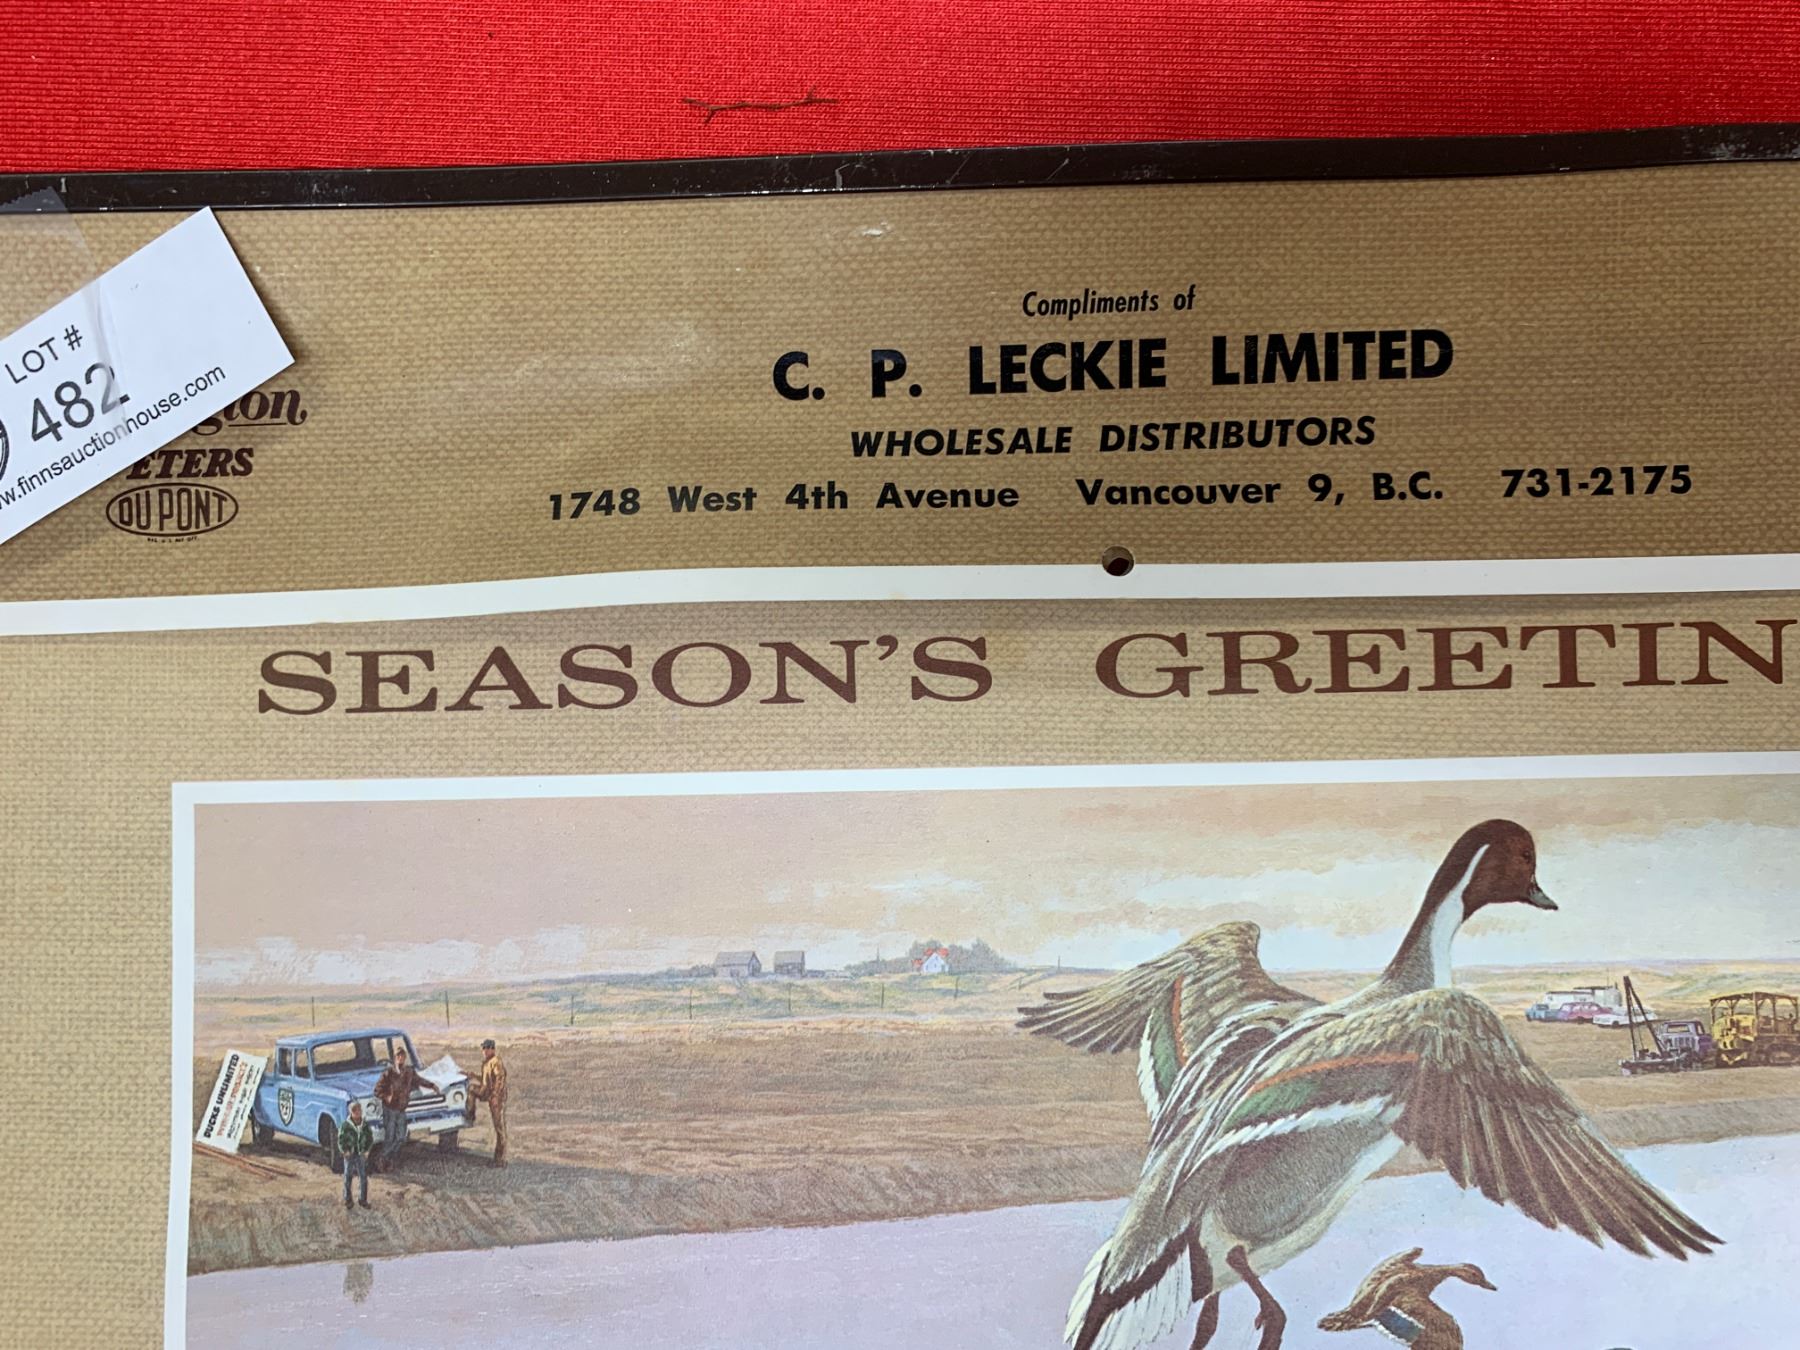 Compliments of
C. P. LECKIE LIMITED
WHOLESALE DISTRIBUTORS
1748 West 4th Avenue Vancouver 9, B.C. 731-2175
LOT #
482
w.finnsauctionhouse.com
ETERS
DU PONT
SEASON'S GREETIN
DUCKS UNLIMITED